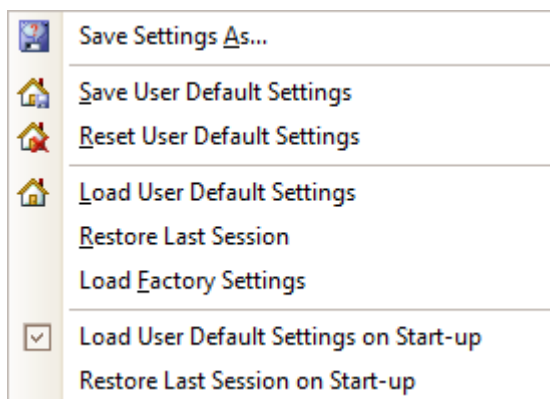 Save Settings As...
Save User Default Settings
Reset User Default Settings
Load User Default Settings
Restore Last Session
Load Factory Settings
Load User Default Settings on Start-up
Restore Last Session on Start-up